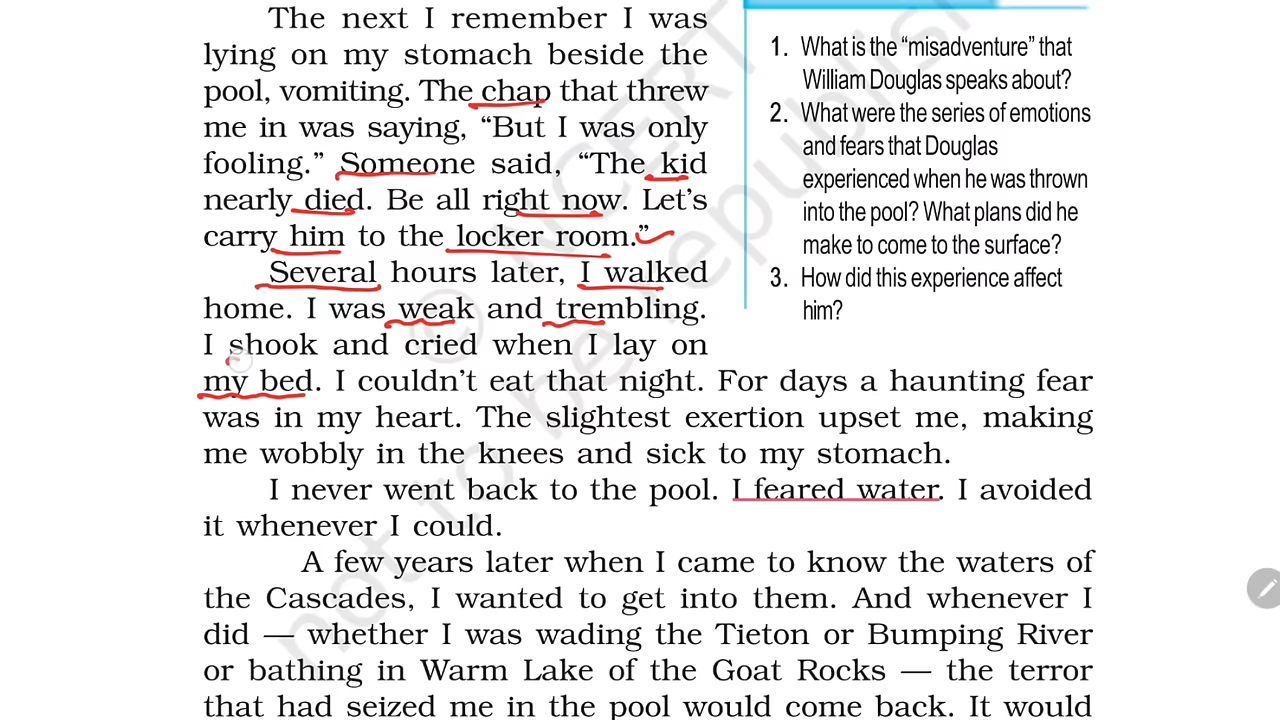 The next I remember I was
lying on my stomach beside the
pool, vomiting. The chap that threw
me in was saying, “But I was only
fooling.” Someone said, “The kid
nearly died. Be all right now. Let’s
carry him to the locker room.”
Several hours later, I walked
home. I was weak and trembling.
I shook and cried when I lay on
my bed. I couldn’t eat that night. For days a haunting fear
was in my heart. The slightest exertion upset me, making
me wobbly in the knees and sick to my stomach.
I never went back to the pool. I feared water. I avoided
it whenever I could.
A few years later when I came to know the waters of
the Cascades, I wanted to get into them. And whenever I
did — whether I was wading the Tieton or Bumping River
or bathing in Warm Lake of the Goat Rocks — the terror
that had seized me in the pool would come back. It would
1. What is the “misadventure” that
William Douglas speaks about?
2. What were the series of emotions
and fears that Douglas
experienced when he was thrown
into the pool? What plans did he
make to come to the surface?
3. How did this experience affect
him?
© NCERT
not to be republish